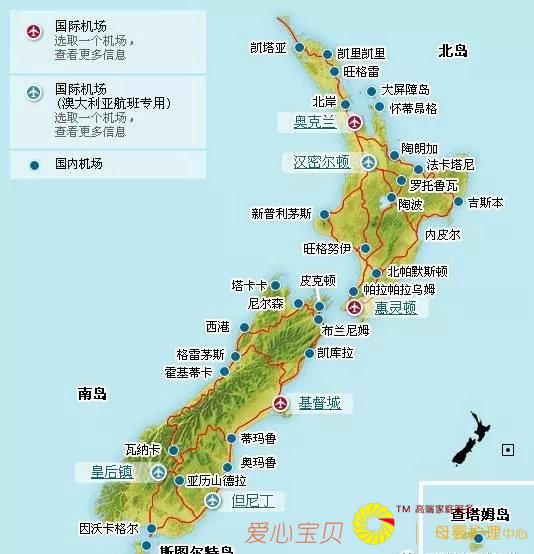 国际机场
选取一个机场，
查看更多信息
国际机场
(澳大利亚航班专用)
选取一个机场，
查看更多信息
国内机场
北岛
凯塔亚
凯里凯里
旺格雷
大屏障岛
北岸
怀蒂昂格
奥克兰
陶朗加
汉密尔顿
法卡塔尼
罗托鲁瓦
陶波
吉斯本
新普利茅斯
内皮尔
旺格努伊
北帕默斯顿
皮克顿
塔卡卡
帕拉帕拉乌姆
尼尔森
惠灵顿
西港
布兰尼姆
格雷茅斯
凯库拉
霍基蒂卡
南岛
基督城
蒂玛鲁
瓦纳卡
奥玛鲁
皇后镇
亚历山德拉
但尼丁
因沃卡格尔
斯图尔特岛
查塔姆岛
爱心宝贝
TM 高端家庭服务
母婴护理中心